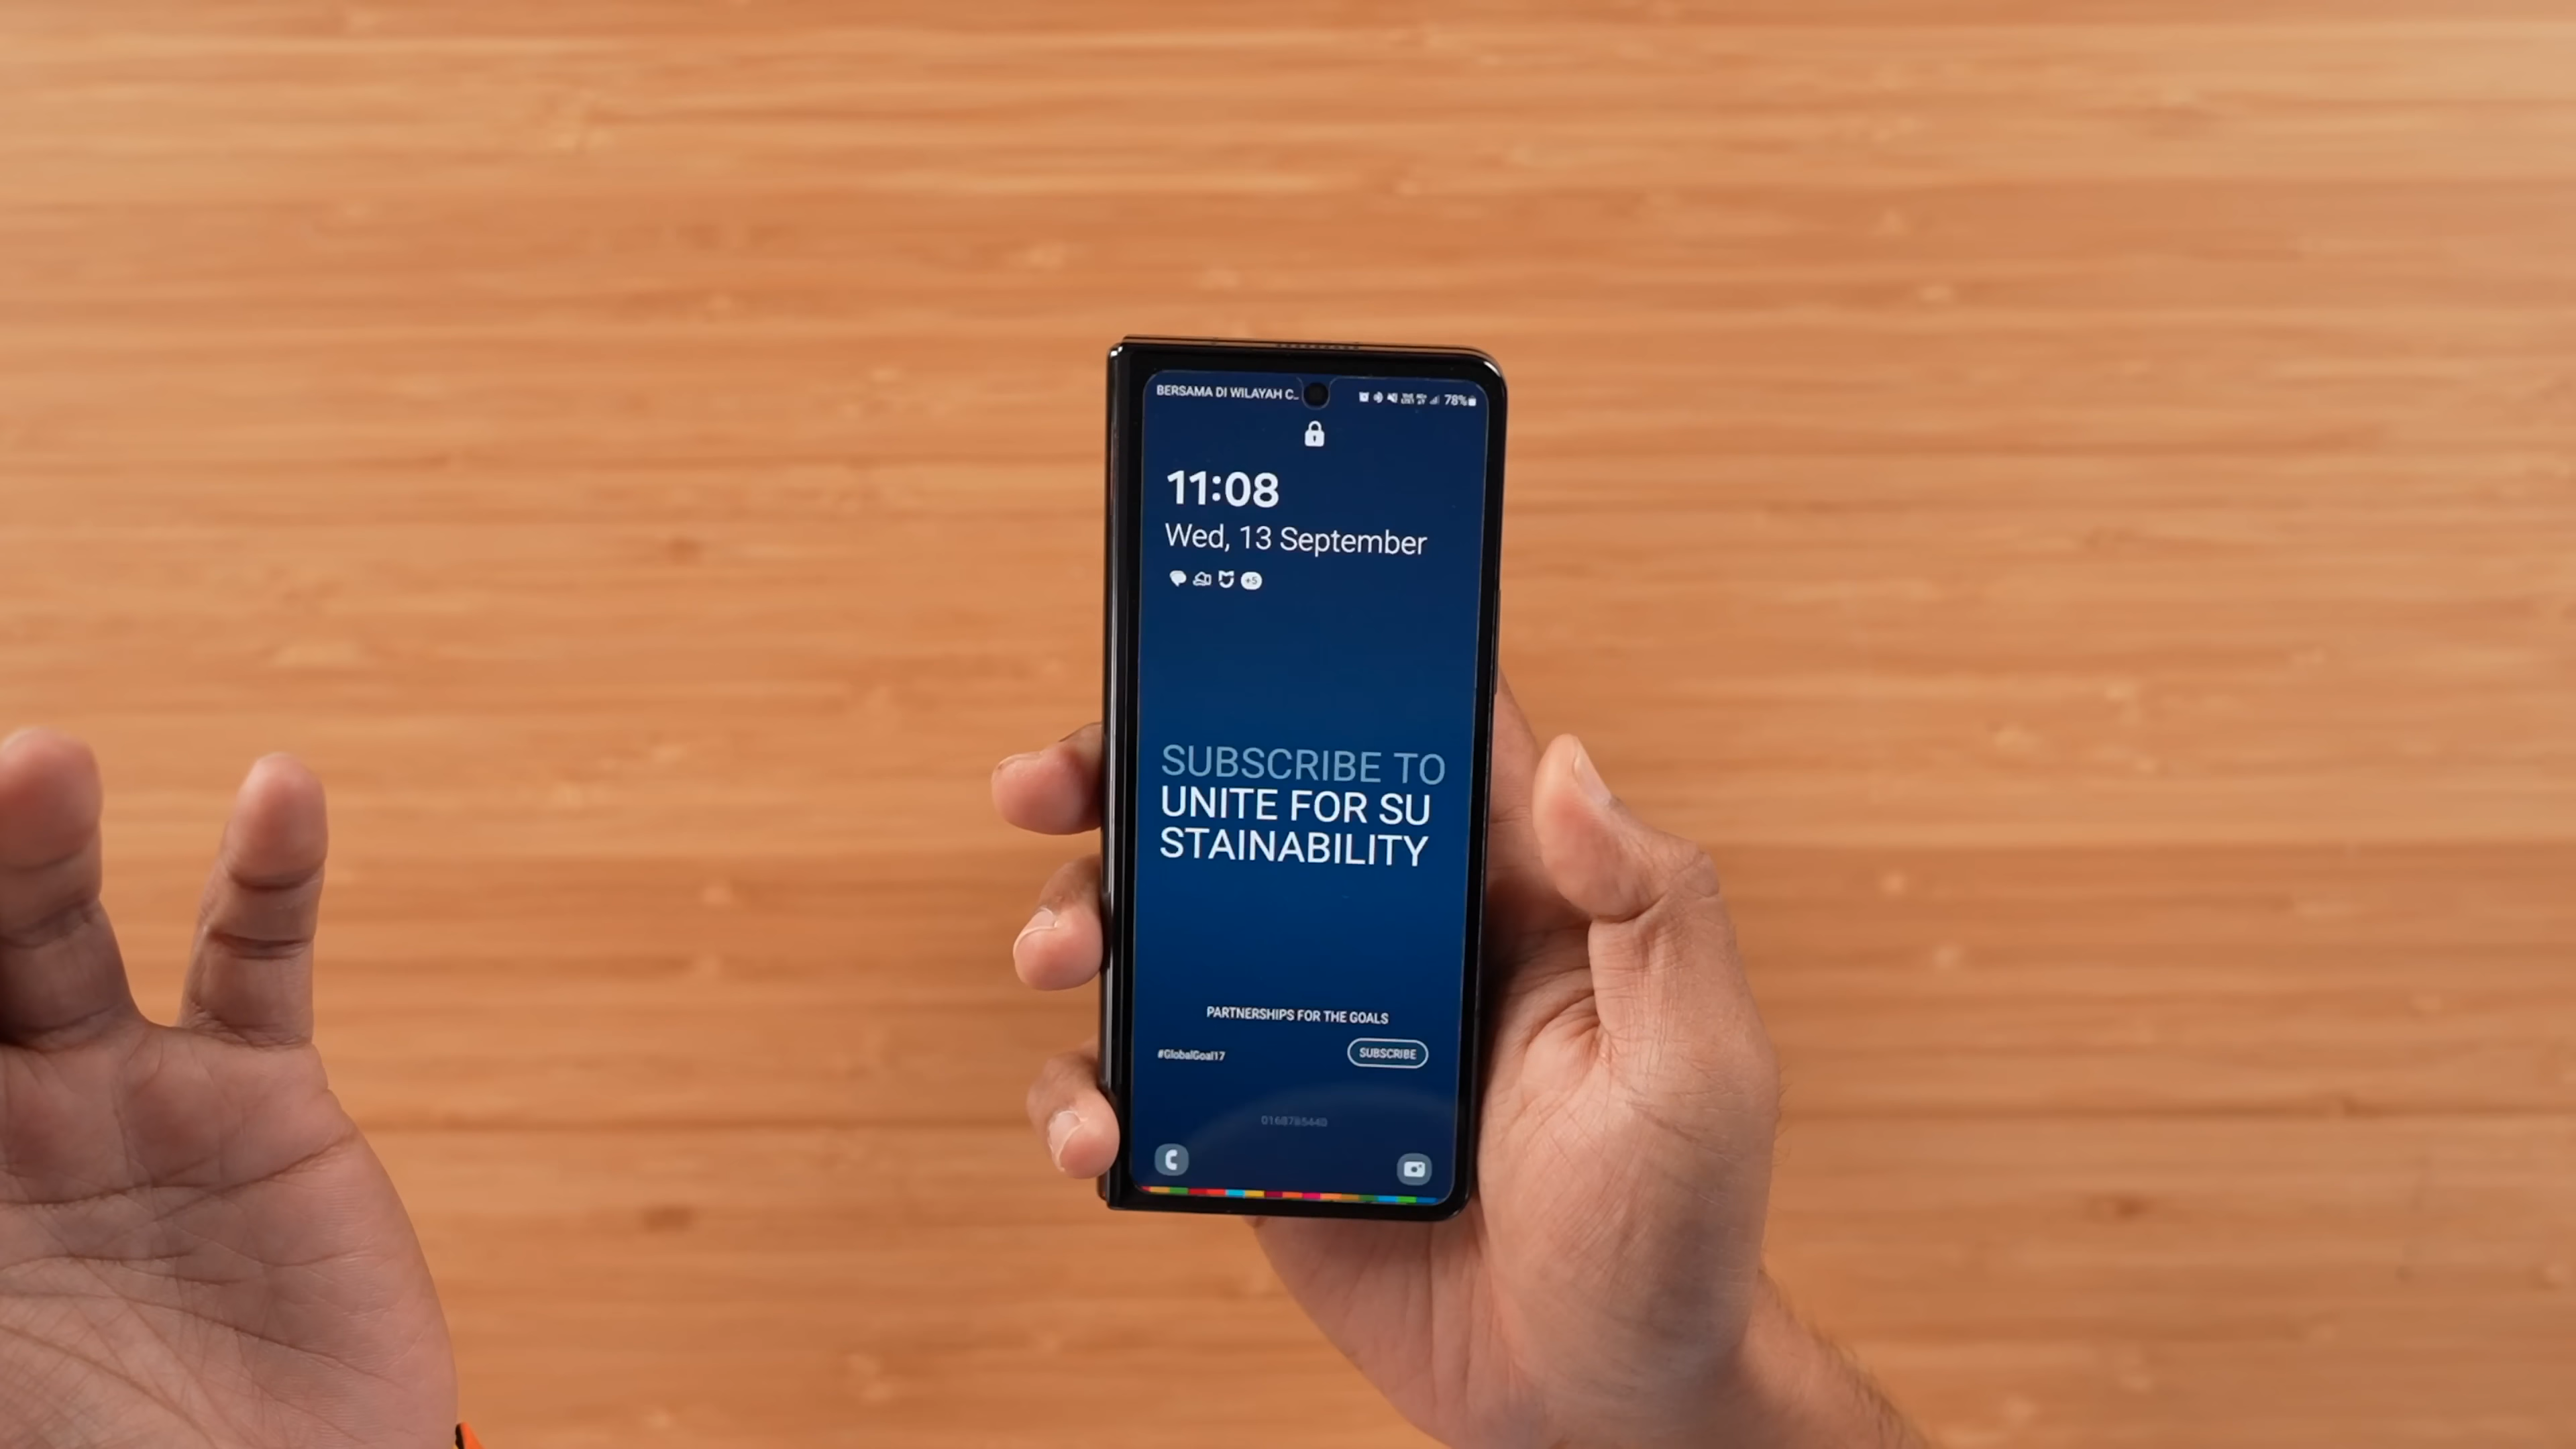 BERSAMA DI WILAYAH C..
78%
11:08
Wed, 13 September
+5
SUBSCRIBE TO
UNITE FOR SU
STAINABILITY
PARTNERSHIPS FOR THE GOALS
#GlobalGoal17
SUBSCRIBE